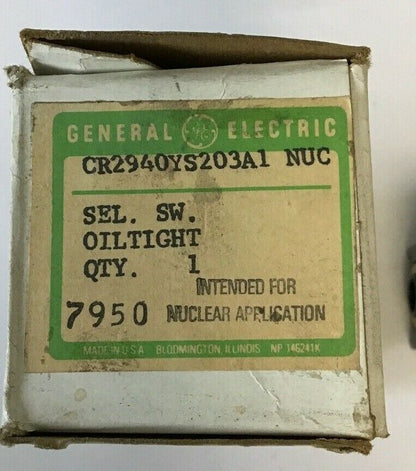 GENERAL GE ELECTRIC
CR2940YS203A1 NUC
SEL. SW.
OILTIGHT
QTY. 1
INTENDED FOR
7950 NUCLEAR APPLICATION
MADE IN U.S.A. BLOOMINGTON, ILLINOIS NP 146241K